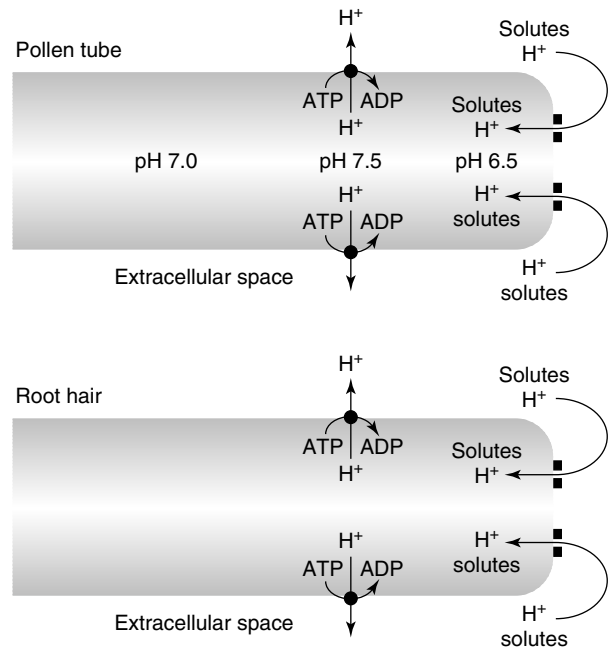 H⁺
Solutes
H⁺
Pollen tube
ATP ADP
H⁺
Solutes
H⁺
pH 7.0
pH 7.5
pH 6.5
H⁺
ATP ADP
H⁺
solutes
Extracellular space
H⁺
solutes
H⁺
Solutes
H⁺
Root hair
ATP ADP
H⁺
Solutes
H⁺
H⁺
ATP ADP
H⁺
solutes
Extracellular space
H⁺
solutes